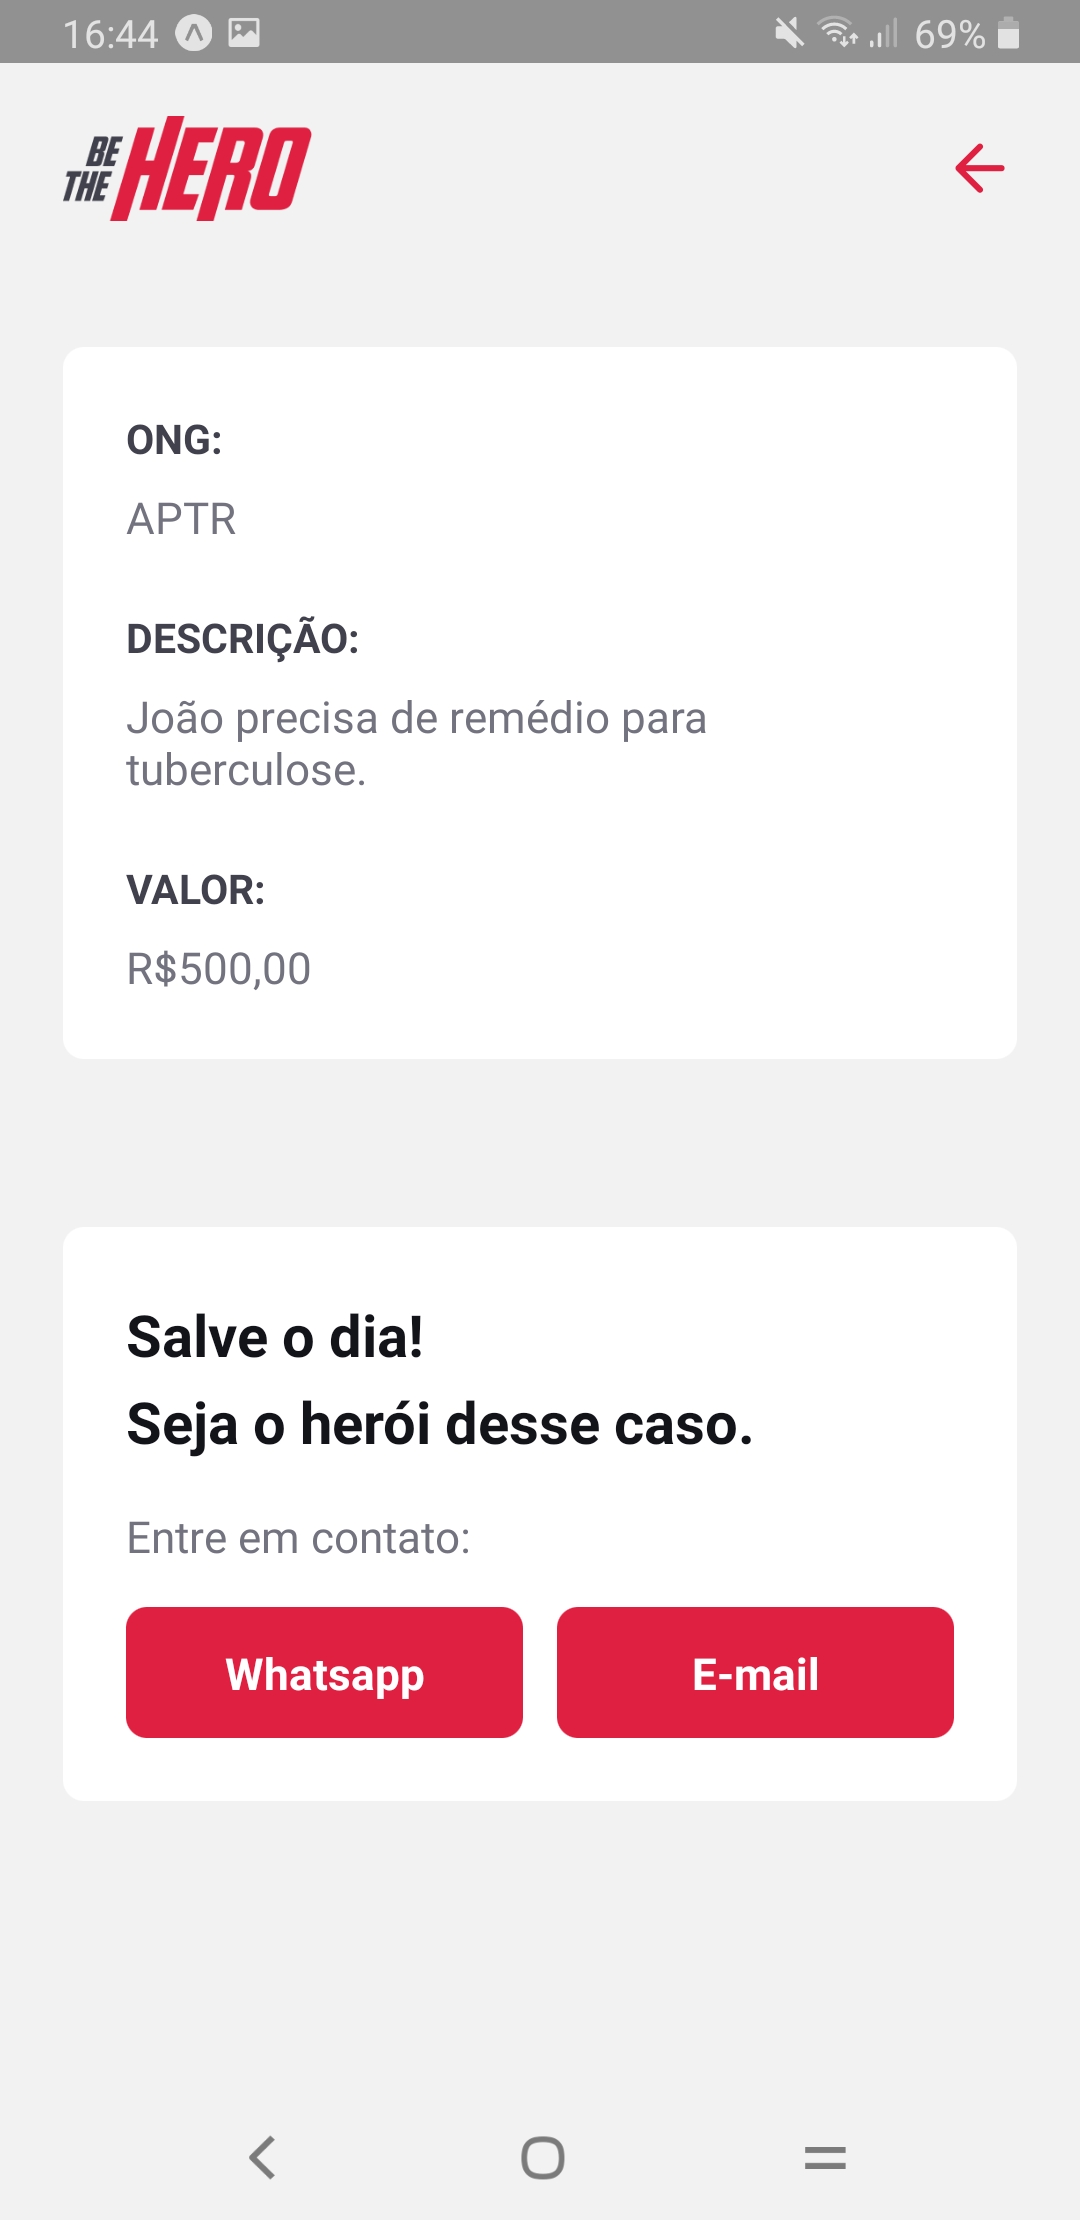 16:44
69%
BE
THE HERO
ONG:
APTR
DESCRIÇÃO:
João precisa de remédio para
tuberculose.
VALOR:
R$500,00
Salve o dia!
Seja o herói desse caso.
Entre em contato:
Whatsapp
E-mail